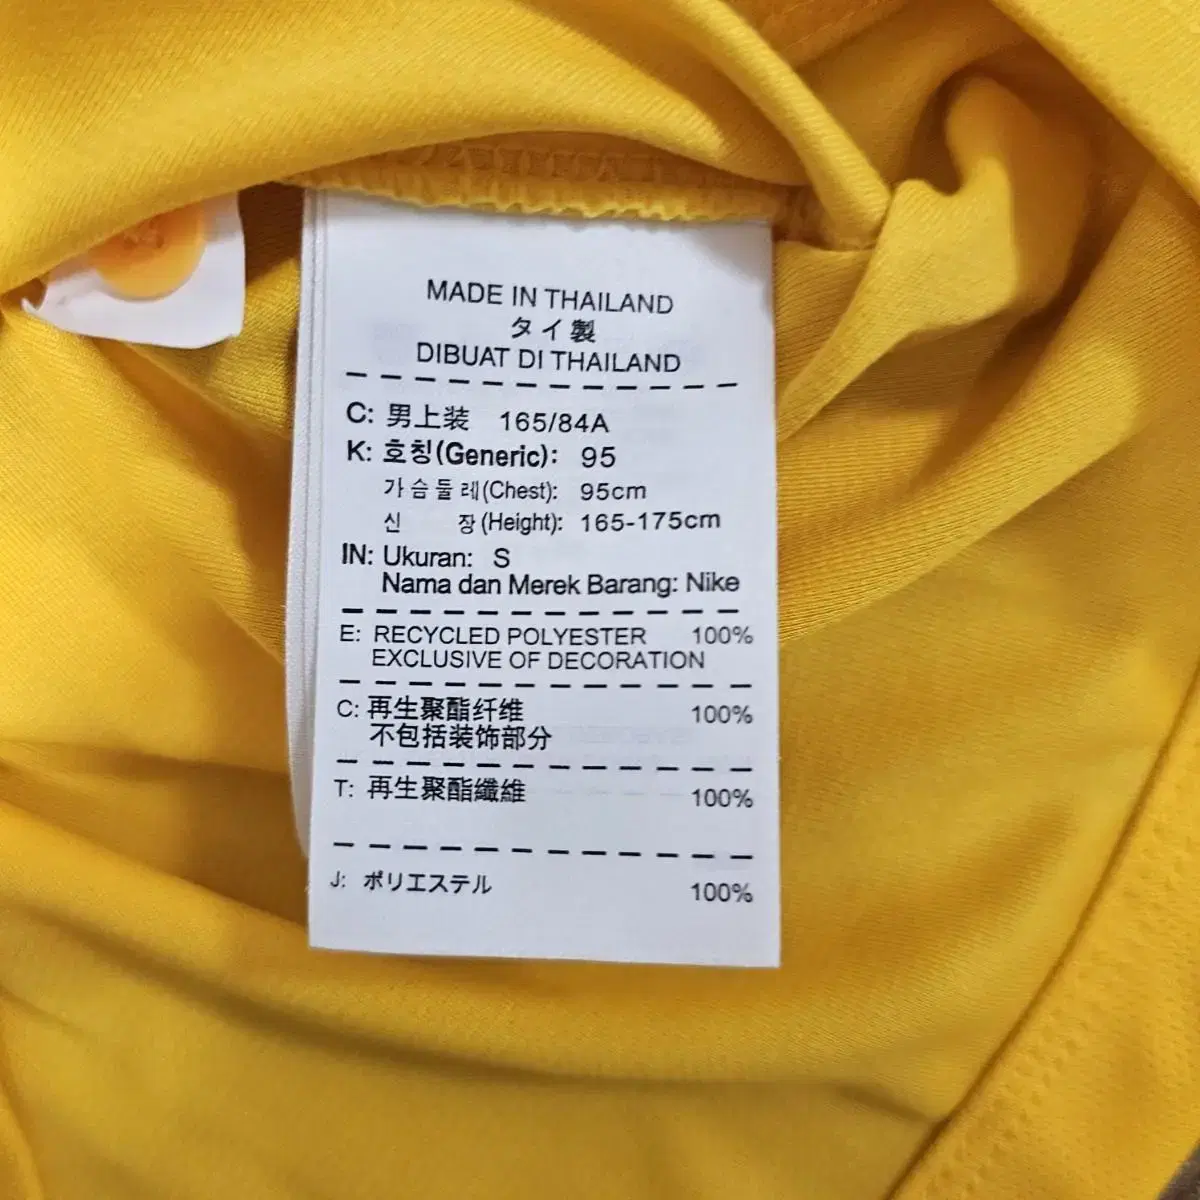 MADE IN THAILAND
タイ製
DIBUAT DI THAILAND
C: 男上装 165/84A
K: 호칭(Generic): 95
가슴둘레(Chest): 95cm
신 장(Height): 165-175cm
IN: Ukuran: S
Nama dan Merek Barang: Nike
E: RECYCLED POLYESTER 100%
EXCLUSIVE OF DECORATION
C: 再生聚酯纤维 100%
不包括装饰部分
T: 再生聚酯纖維 100%
J: ポリエステル 100%